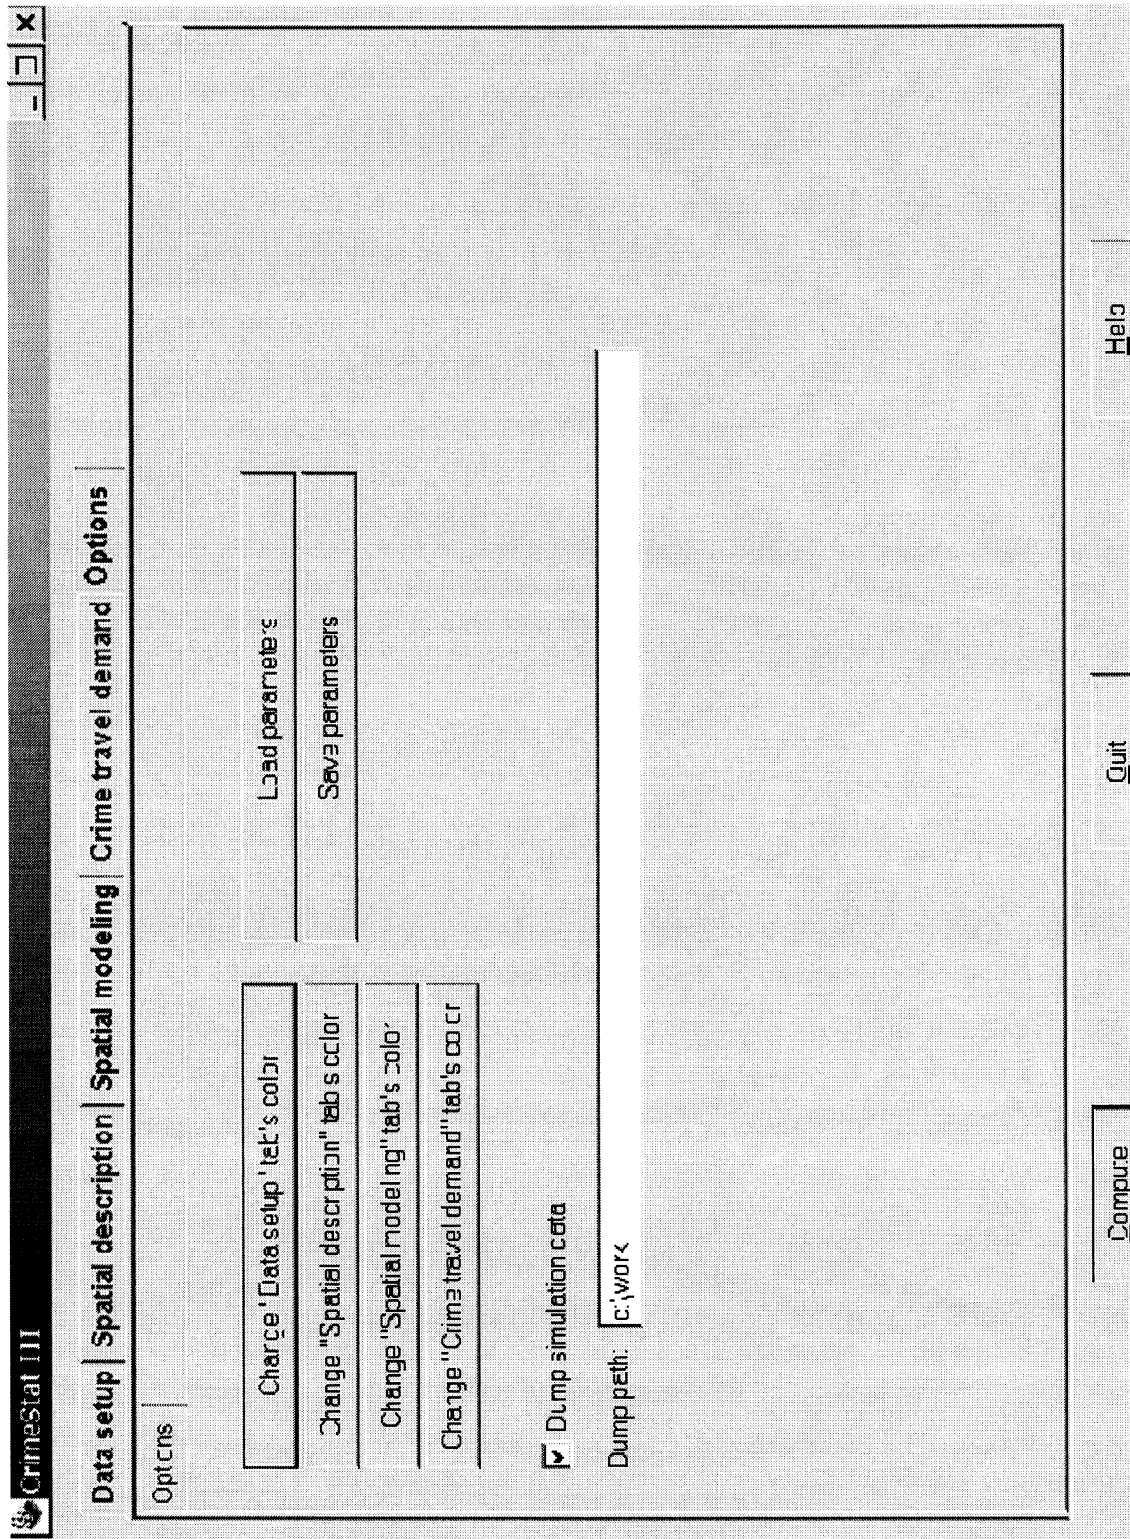 CrimeStat III
Data setup Spatial description Spatial modeling Crime travel demand Options
Options
Change "Data setup" tab's color
Load parameters
Change "Spatial description" tab's color
Save parameters
Change "Spatial modeling" tab's color
Change "Crime travel demand" tab's color
Dump simulation data
Dump path: c:\work
Compute Quit Help